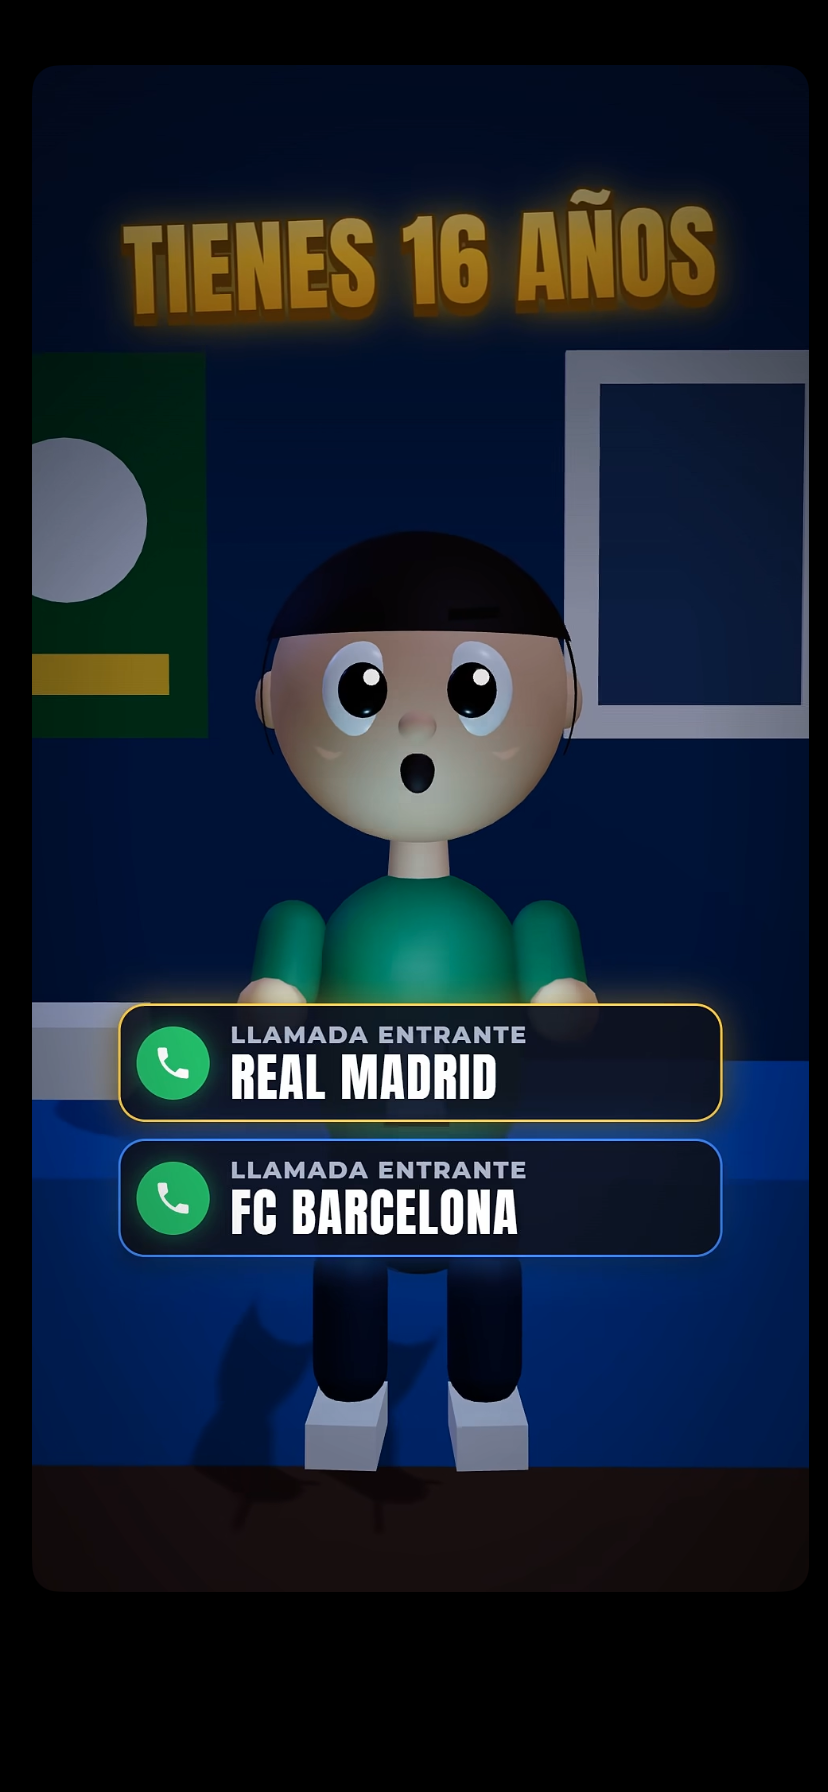 TIENES 16 AÑOS
LLAMADA ENTRANTE
REAL MADRID
LLAMADA ENTRANTE
FC BARCELONA